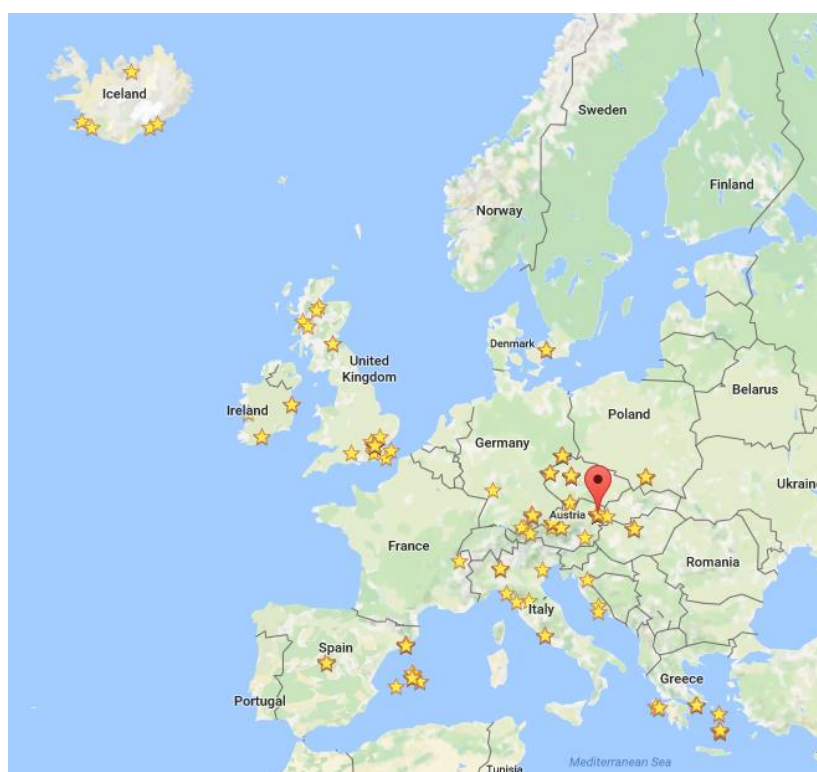 Iceland
Sweden
Finland
Norway
Denmark
United
Kingdom
Ireland
Belarus
Poland
Germany
Ukraine
Austria
France
Romania
Italy
Spain
Greece
Portugal
Mediterranean Sea
Tunisia